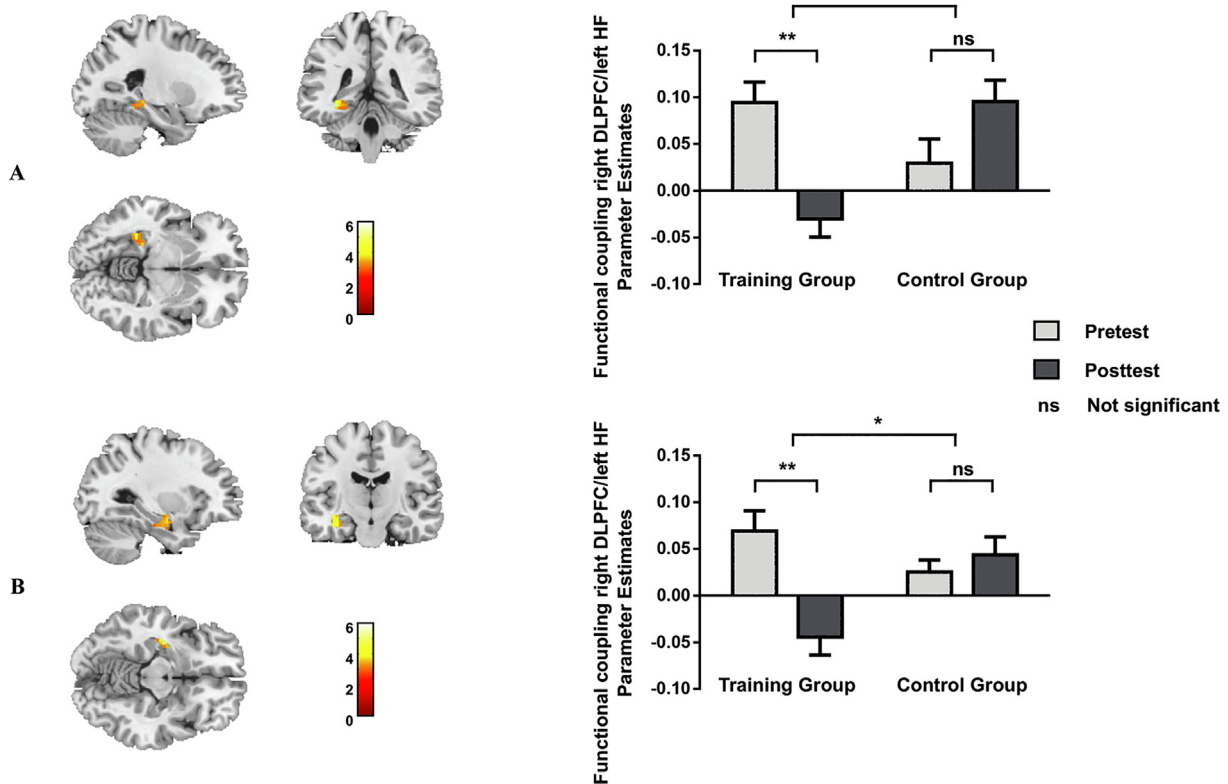 A
6
4
2
0
Functional coupling right DLPFC/left HF
Parameter Estimates
0.15
0.10
0.05
0.00
-0.05
-0.10
**
ns
Training Group
Control Group
Pretest
Posttest
ns Not significant
B
6
4
2
0
Functional coupling right DLPFC/left HF
Parameter Estimates
0.15
0.10
0.05
0.00
-0.05
-0.10
*
**
ns
Training Group
Control Group